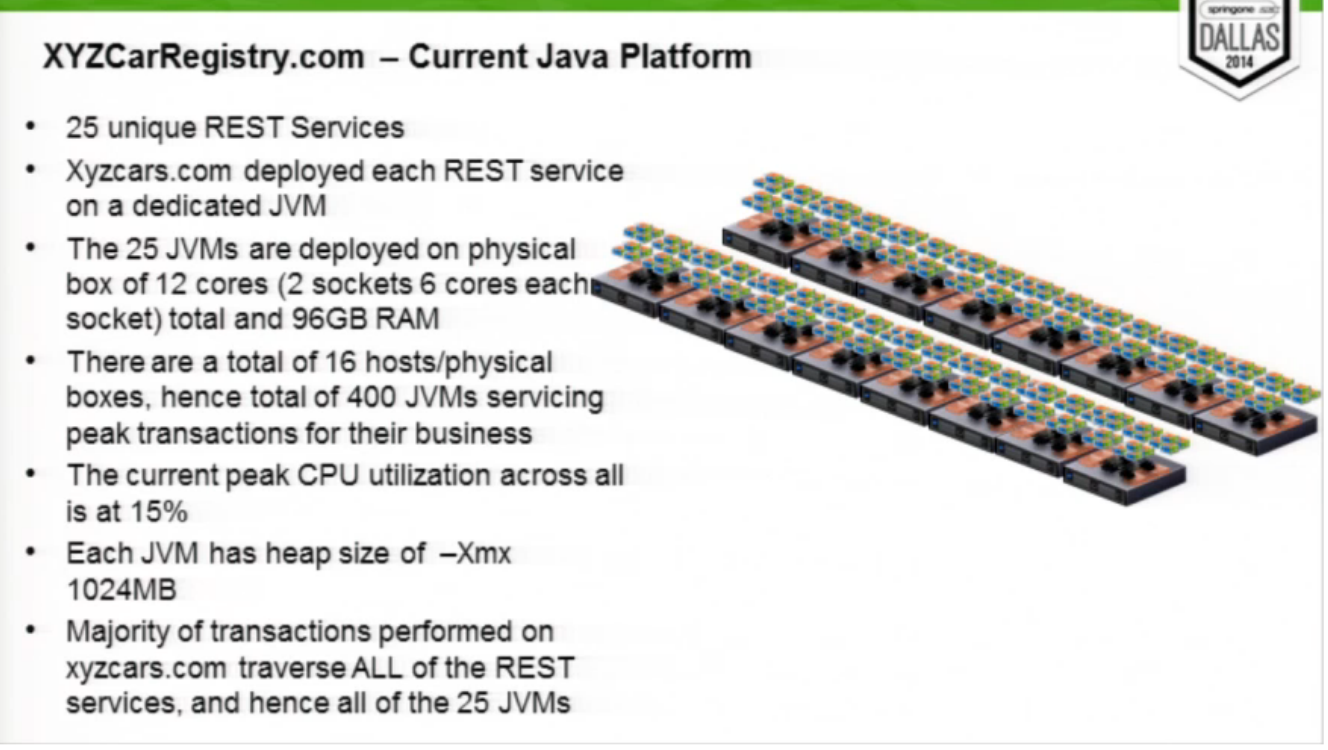 springone
DALLAS
2014
XYZCarRegistry.com – Current Java Platform
• 25 unique REST Services
• Xyzcars.com deployed each REST service
on a dedicated JVM
• The 25 JVMs are deployed on physical
box of 12 cores (2 sockets 6 cores each
socket) total and 96GB RAM
• There are a total of 16 hosts/physical
boxes, hence total of 400 JVMs servicing
peak transactions for their business
• The current peak CPU utilization across all
is at 15%
• Each JVM has heap size of –Xmx
1024MB
• Majority of transactions performed on
xyzcars.com traverse ALL of the REST
services, and hence all of the 25 JVMs